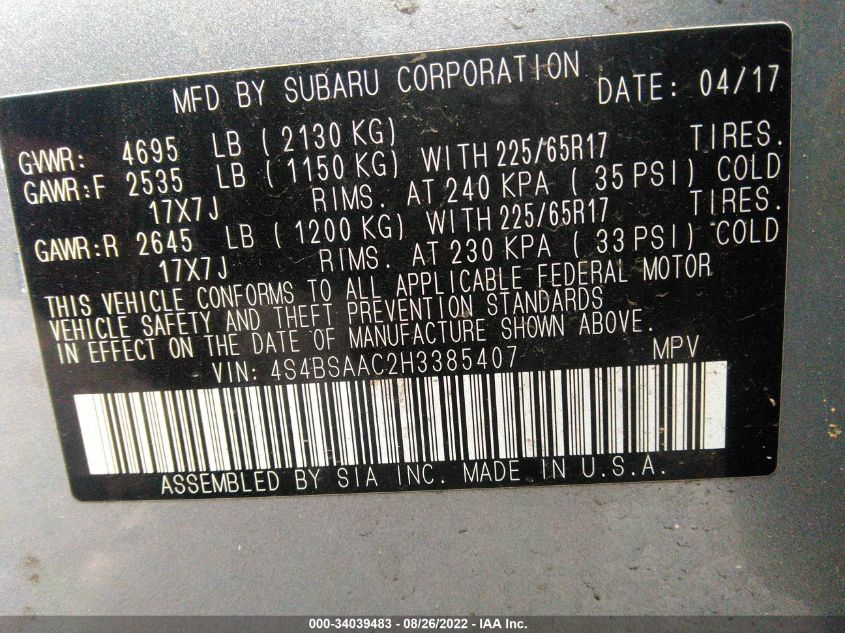 MFD BY SUBARU CORPORATION DATE: 04/17
GVWR: 4695 LB ( 2130 KG)
GAWR:F 2535 LB ( 1150 KG) WITH 225/65R17 TIRES.
17X7J RIMS. AT 240 KPA ( 35 PSI) COLD
GAWR:R 2645 LB ( 1200 KG) WITH 225/65R17 TIRES.
17X7J RIMS. AT 230 KPA ( 33 PSI) COLD
THIS VEHICLE CONFORMS TO ALL APPLICABLE FEDERAL MOTOR
VEHICLE SAFETY AND THEFT PREVENTION STANDARDS
IN EFFECT ON THE DATE OF MANUFACTURE SHOWN ABOVE.
VIN: 4S4BSAAC2H3385407 MPV
ASSEMBLED BY SIA INC. MADE IN U.S.A.
000-34039483 - 08/26/2022 - IAA Inc.